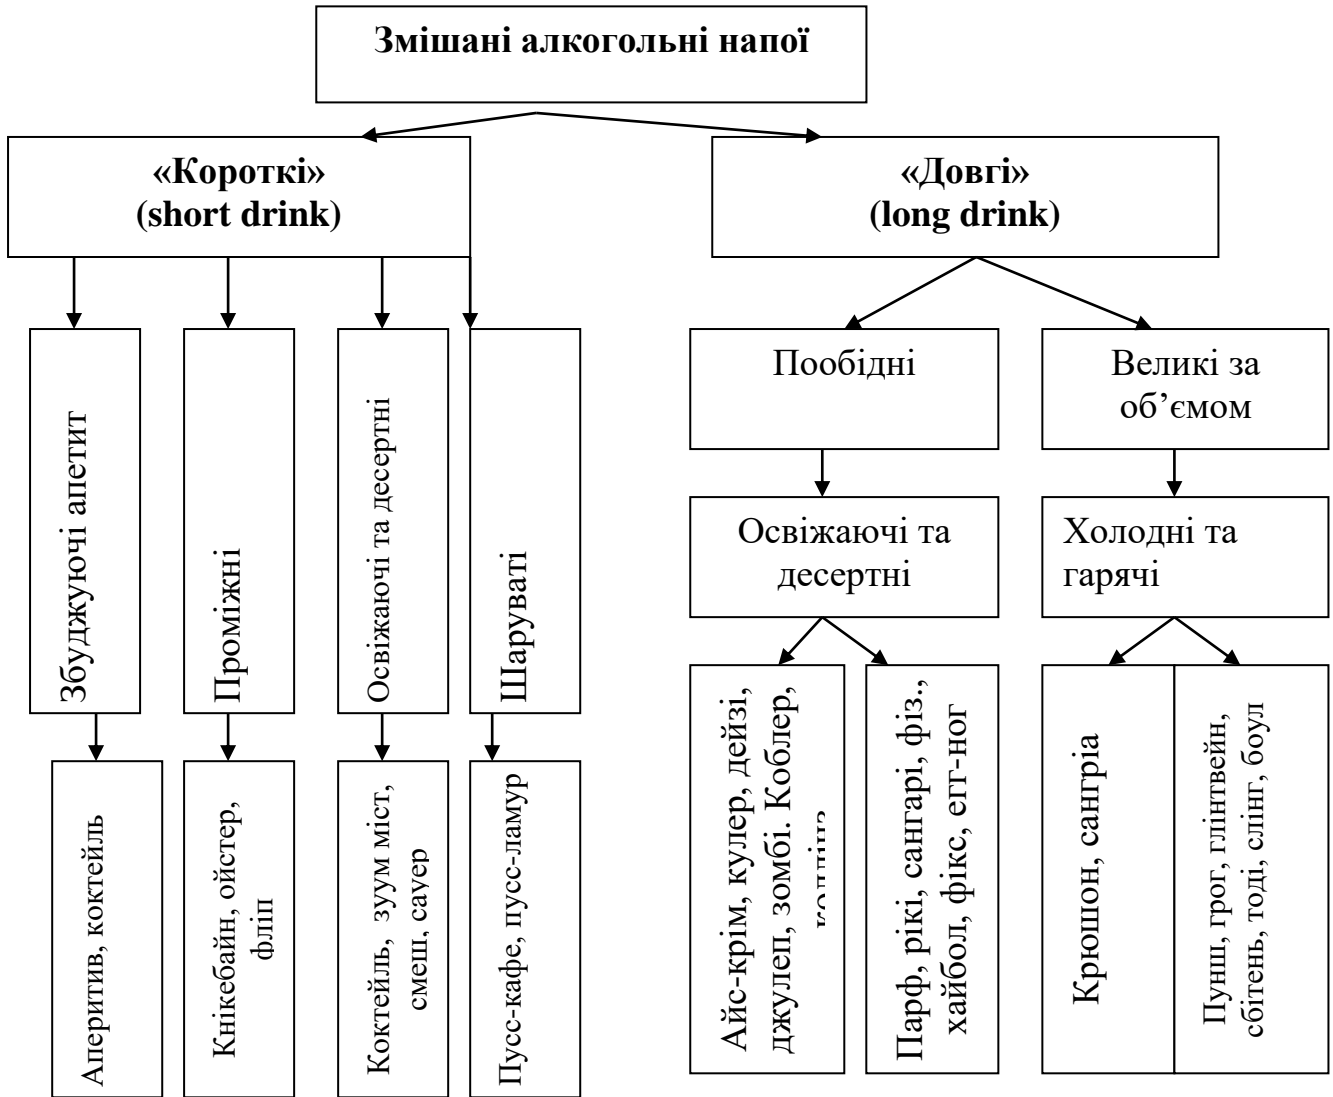 Змішані алкогольні напої
«Короткі»
(short drink)
«Довгі»
(long drink)
Збуджуючі апетит
Проміжні
Освіжаючі та десертні
Шаруваті
Пообідні
Великі за
об’ємом
Освіжаючі та
десертні
Холодні та
гарячі
Аперитив, коктейль
Кнікебайн, ойстер,
фліп
Коктейль, зуум міст,
смеш, сауер
Пусс-кафе, пусс-ламур
Айс-крім, кулер, дейзі,
джулеп, зомбі. Коблер,
Парф, рікі, сангарі, фіз.,
хайбол, фікс, егг-ног
Крюшон, сангріа
Пунш, грог, глінтвейн,
сбітень, тоді, слінг, боул